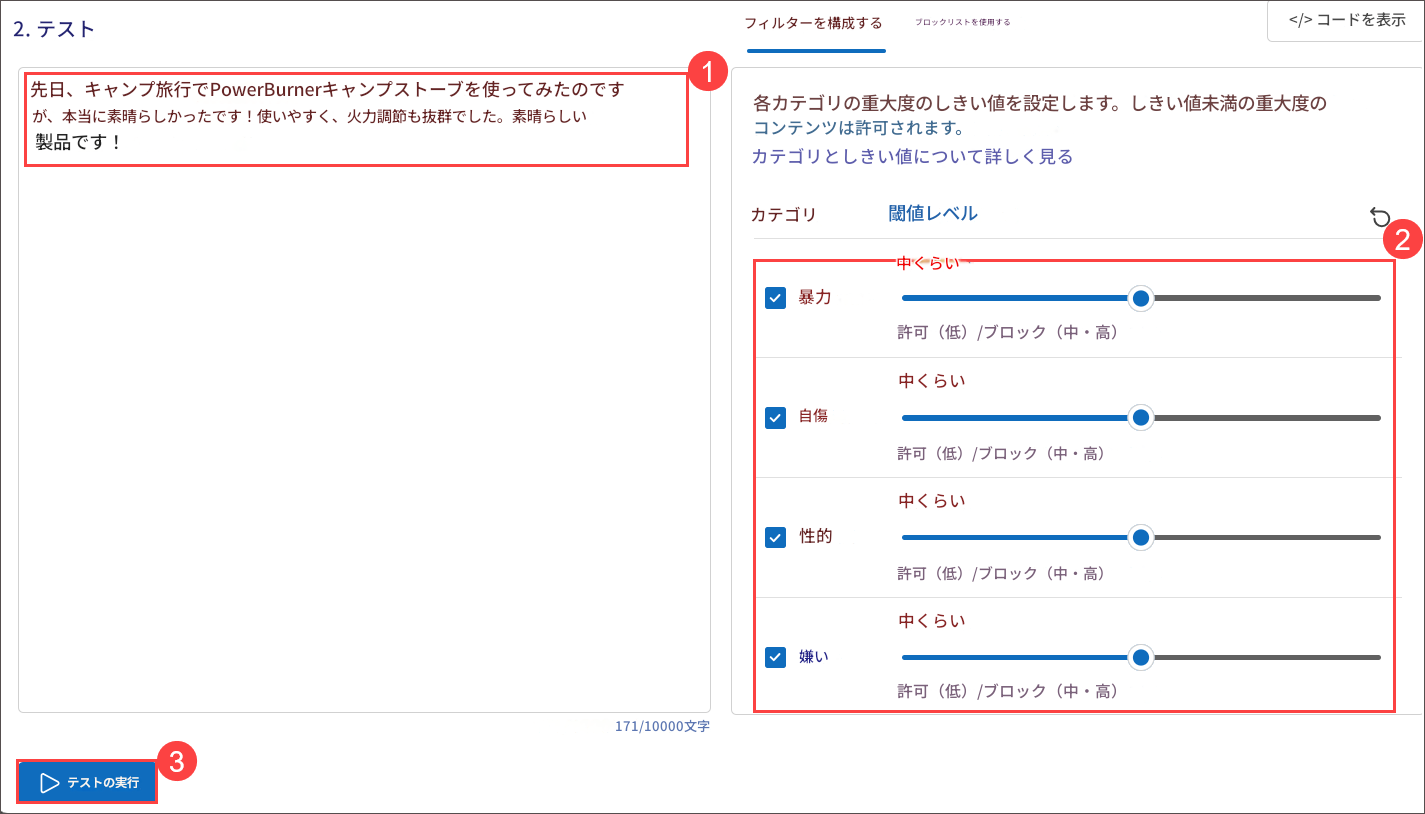 2. テスト
フィルターを構成する
ブロックリストを使用する
</> コードを表示
1
先日、キャンプ旅行でPowerBurnerキャンプストーブを使ってみたのです
が、本当に素晴らしかったです！使いやすく、火力調節も抜群でした。素晴らしい
製品です！
各カテゴリの重大度のしきい値を設定します。しきい値未満の重大度の
コンテンツは許可されます。
カテゴリとしきい値について詳しく見る
カテゴリ
閾値レベル
2
中くらい
暴力
許可（低）/ブロック（中・高）
中くらい
自傷
許可（低）/ブロック（中・高）
中くらい
性的
許可（低）/ブロック（中・高）
中くらい
嫌い
許可（低）/ブロック（中・高）
171/10000文字
3
テストの実行